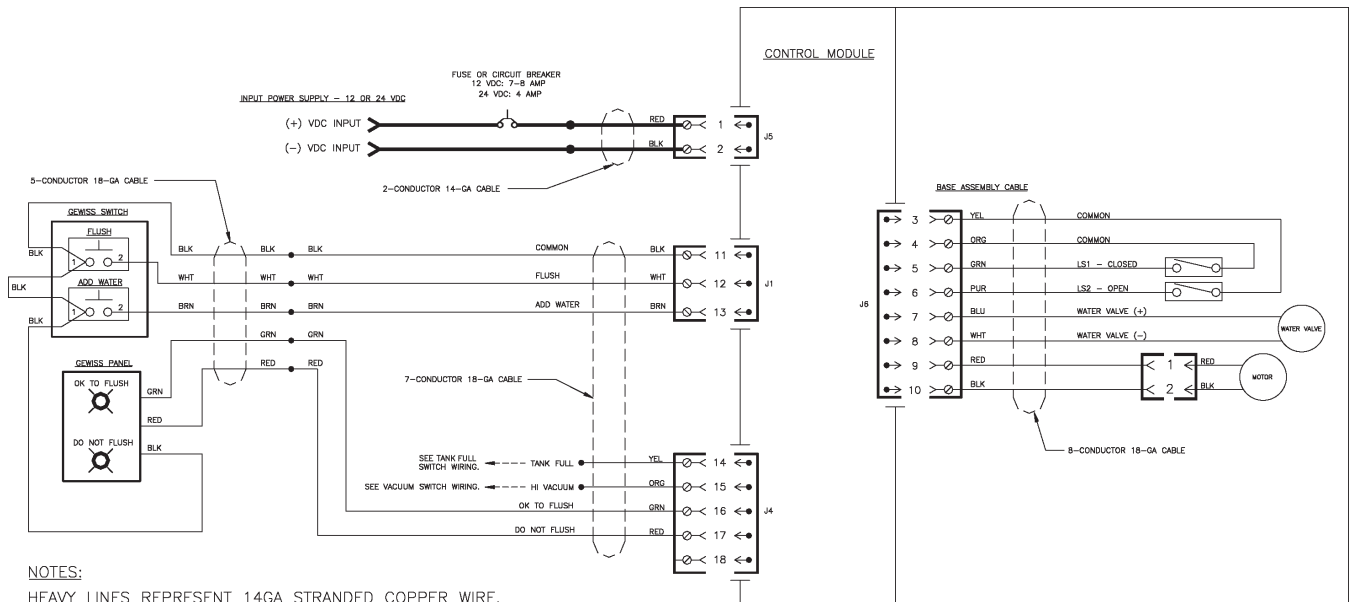 CONTROL MODULE
FUSE OR CIRCUIT BREAKER
12 VDC: 7-8 AMP
24 VDC: 4 AMP
INPUT POWER SUPPLY - 12 OR 24 VDC
(+) VDC INPUT
RED
1
(-) VDC INPUT
BLK
2
J5
2-CONDUCTOR 14-GA CABLE
5-CONDUCTOR 18-GA CABLE
GEWISS SWITCH
FLUSH
1
2
BLK
ADD WATER
1
2
BLK
BLK
BLK
BLK
BLK
COMMON
BLK
11
WHT
WHT
WHT
FLUSH
WHT
12
J1
BRN
BRN
BRN
ADD WATER
BRN
13
GRN
GRN
RED
RED
GEWISS PANEL
OK TO FLUSH
GRN
RED
DO NOT FLUSH
BLK
7-CONDUCTOR 18-GA CABLE
SEE TANK FULL
SWITCH WIRING.
TANK FULL
YEL
14
SEE VACUUM SWITCH WIRING.
HI VACUUM
ORG
15
OK TO FLUSH
GRN
16
J4
DO NOT FLUSH
RED
17
18
BASE ASSEMBLY CABLE
3
YEL
COMMON
4
ORG
COMMON
5
GRN
LS1 - CLOSED
6
PUR
LS2 - OPEN
J6
7
BLU
WATER VALVE (+)
WATER VALVE
8
WHT
WATER VALVE (-)
9
RED
1
RED
MOTOR
10
BLK
2
BLK
8-CONDUCTOR 18-GA CABLE
NOTES:
HEAVY LINES REPRESENT 14GA STRANDED COPPER WIRE.